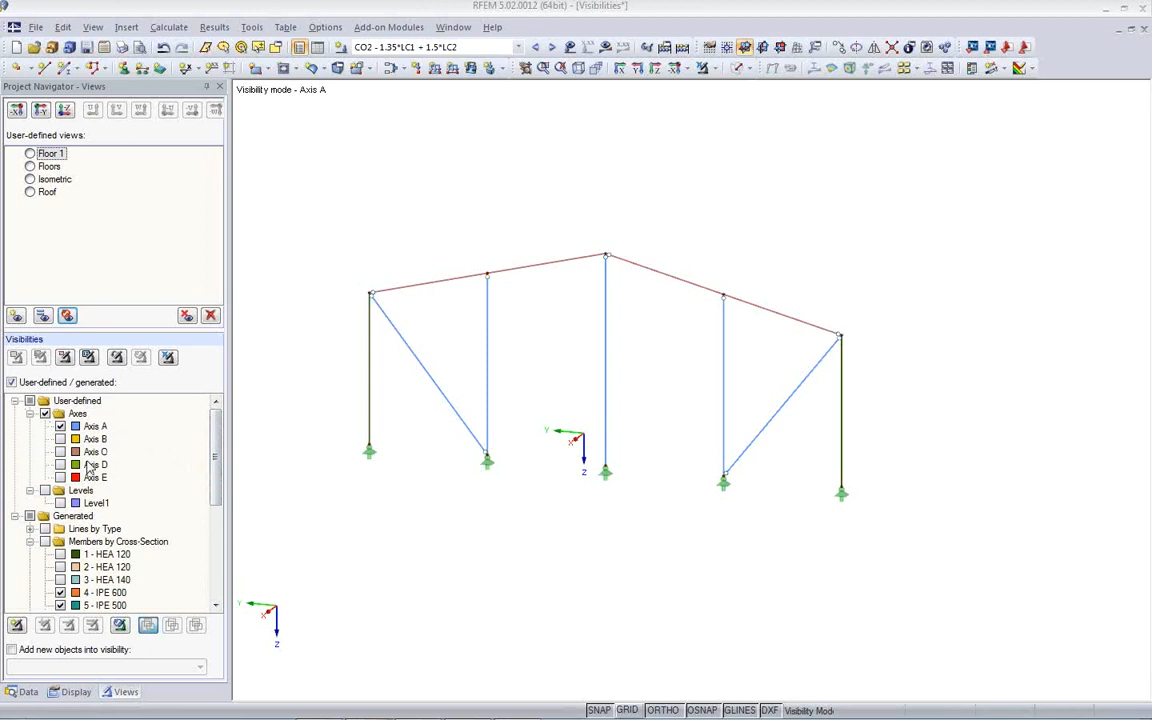 RFEM 5.02.0012 (64bit) - [Visibilities*]
File Edit View Insert Calculate Results Tools Table Options Add-on Modules Window Help
CO2 - 1.35*LC1 + 1.5*LC2
Project Navigator - Views
Visibility mode - Axis A
User-defined views:
Floor 1
Floors
Isometric
Roof
Visibilities
User-defined / generated:
User-defined
Axes
Axis A
Axis B
Axis D
Axis E
Levels
Level1
Generated
Lines by Type
Members by Cross-Section
1 - HEA 120
2 - HEA 120
3 - HEA 140
4 - IPE 600
5 - IPE 500
Y
X
Z
Y
X
Z
Add new objects into visibility:
Data Display Views
SNAP GRID ORTHO OSNAP GLINES DXF Visibility Mode